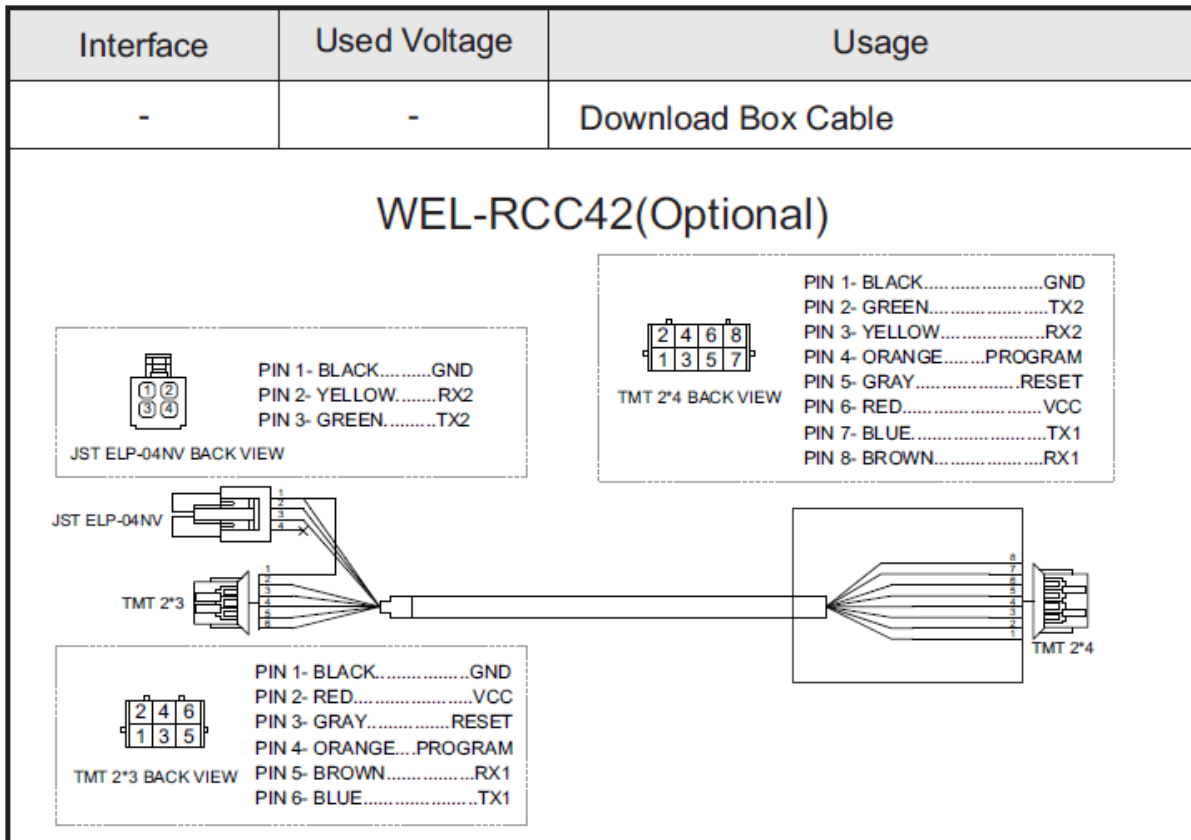 Interface Used Voltage Usage
- - Download Box Cable
WEL-RCC42(Optional)
PIN 1- BLACK.......................GND
PIN 2- GREEN.......................TX2
PIN 3- YELLOW....................RX2
PIN 4- ORANGE.......PROGRAM
PIN 5- GRAY....................RESET
PIN 6- RED..........................VCC
PIN 7- BLUE..........................TX1
PIN 8- BROWN.....................RX1
2 4 6 8
1 3 5 7
TMT 2*4 BACK VIEW
PIN 1- BLACK..........GND
PIN 2- YELLOW........RX2
PIN 3- GREEN..........TX2
1 2
3 4
JST ELP-04NV BACK VIEW
JST ELP-04NV
1
2
3
4
TMT 2*3
1
2
3
4
5
6
8
7
6
5
4
3
2
1
TMT 2*4
PIN 1- BLACK..................GND
PIN 2- RED.......................VCC
PIN 3- GRAY................RESET
PIN 4- ORANGE....PROGRAM
PIN 5- BROWN.................RX1
PIN 6- BLUE......................TX1
2 4 6
1 3 5
TMT 2*3 BACK VIEW